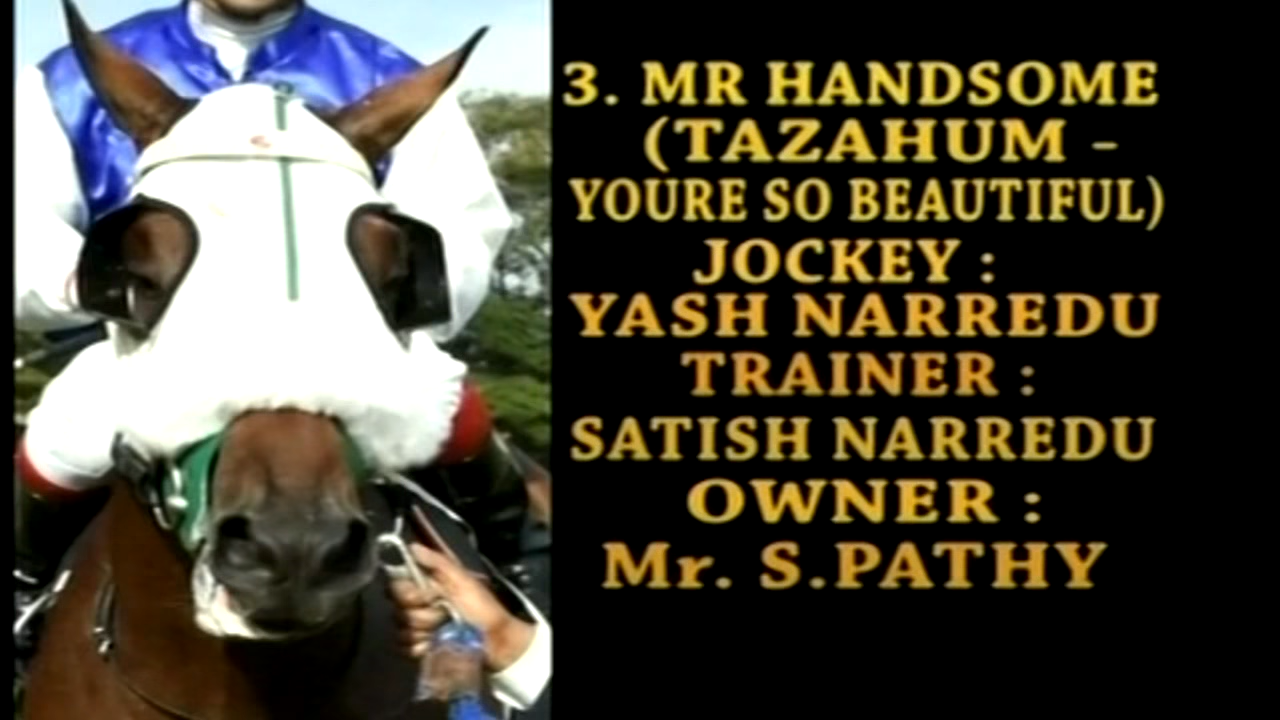 3. MR HANDSOME
(TAZAHUM -
YOURE SO BEAUTIFUL)
JOCKEY :
YASH NARREDU
TRAINER :
SATISH NARREDU
OWNER :
Mr. S.PATHY